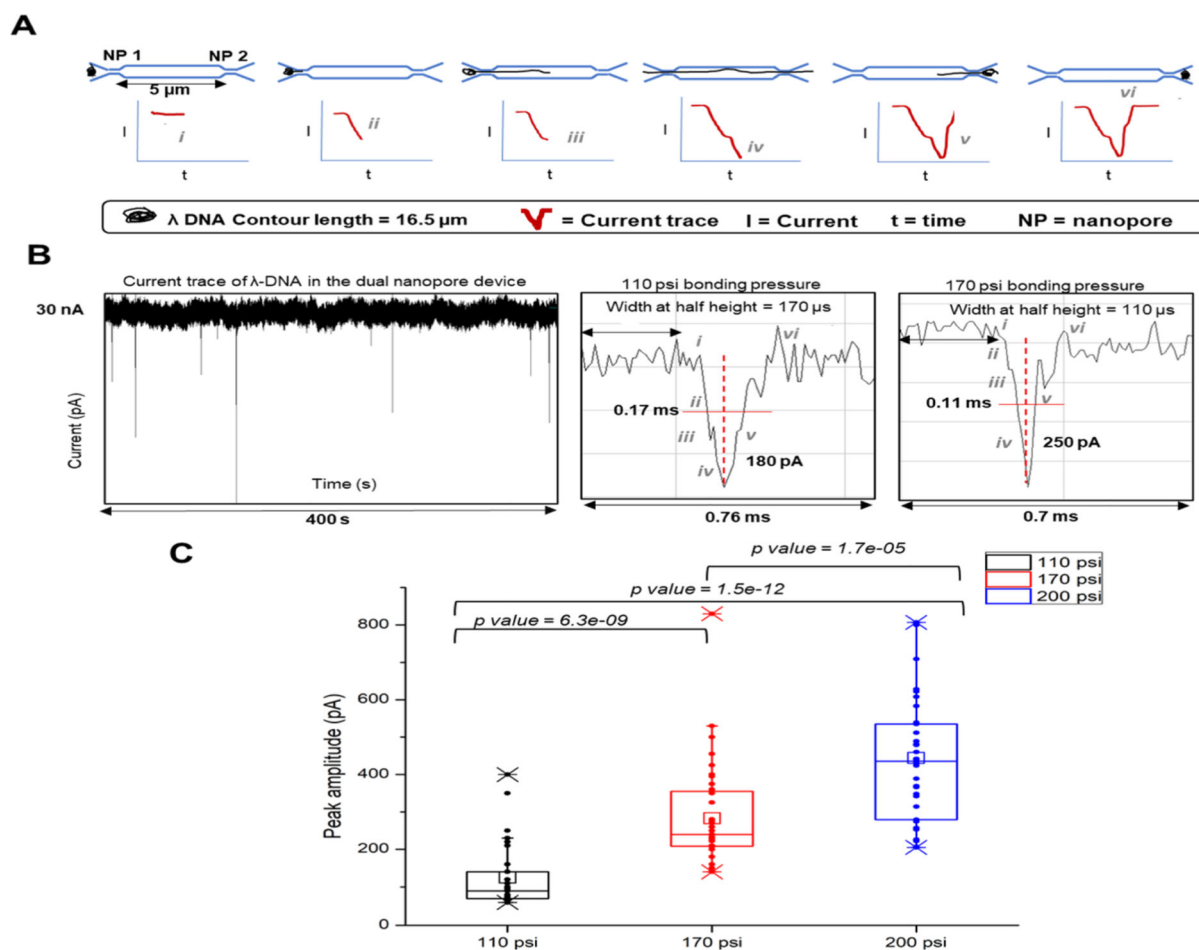 A
NP 1 NP 2
5 µm
I i t
I ii t
I iii t
I iv t
I v t
I vi t
λ DNA Contour length = 16.5 µm = Current trace I = Current t = time NP = nanopore
B
Current trace of λ-DNA in the dual nanopore device
30 nA
Current (pA)
Time (s)
400 s
110 psi bonding pressure
Width at half height = 170 µs
i
vi
ii
0.17 ms
iii
v
iv
180 pA
0.76 ms
170 psi bonding pressure
Width at half height = 110 µs
i
vi
ii
iii
0.11 ms
v
iv
250 pA
0.7 ms
C
p value = 1.7e-05
p value = 1.5e-12
p value = 6.3e-09
110 psi
170 psi
200 psi
Peak amplitude (pA)
800
600
400
200
0
110 psi 170 psi 200 psi